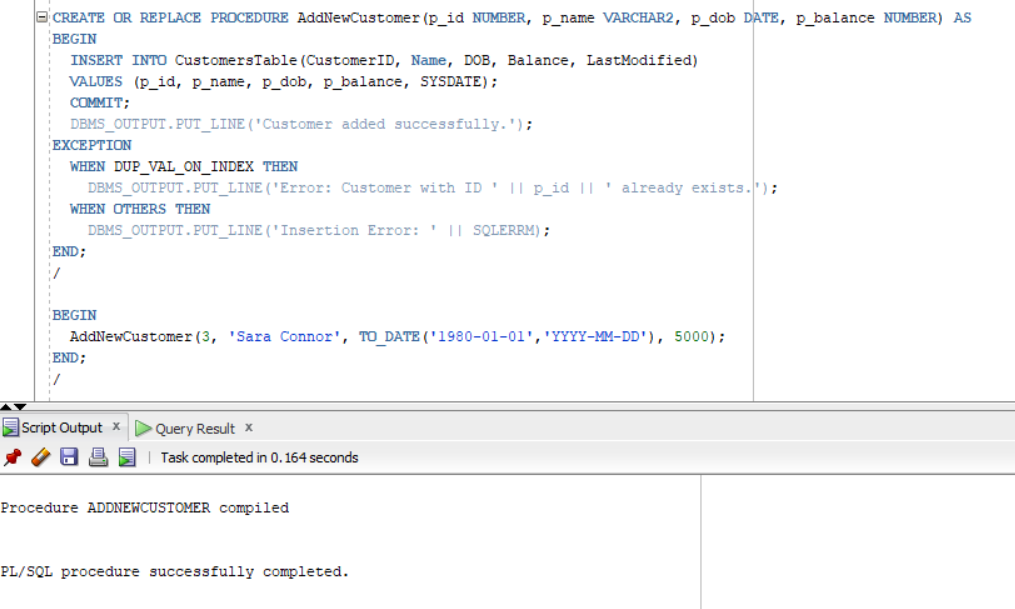 CREATE OR REPLACE PROCEDURE AddNewCustomer(p_id NUMBER, p_name VARCHAR2, p_dob DATE, p_balance NUMBER) AS
BEGIN
  INSERT INTO CustomersTable(CustomerID, Name, DOB, Balance, LastModified)
  VALUES (p_id, p_name, p_dob, p_balance, SYSDATE);
  COMMIT;
  DBMS_OUTPUT.PUT_LINE('Customer added successfully.');
EXCEPTION
  WHEN DUP_VAL_ON_INDEX THEN
    DBMS_OUTPUT.PUT_LINE('Error: Customer with ID ' || p_id || ' already exists.');
  WHEN OTHERS THEN
    DBMS_OUTPUT.PUT_LINE('Insertion Error: ' || SQLERRM);
END;
/
BEGIN
  AddNewCustomer(3, 'Sara Connor', TO_DATE('1980-01-01','YYYY-MM-DD'), 5000);
END;
/
Script Output x Query Result x
Task completed in 0.164 seconds
Procedure ADDNEWCUSTOMER compiled
PL/SQL procedure successfully completed.